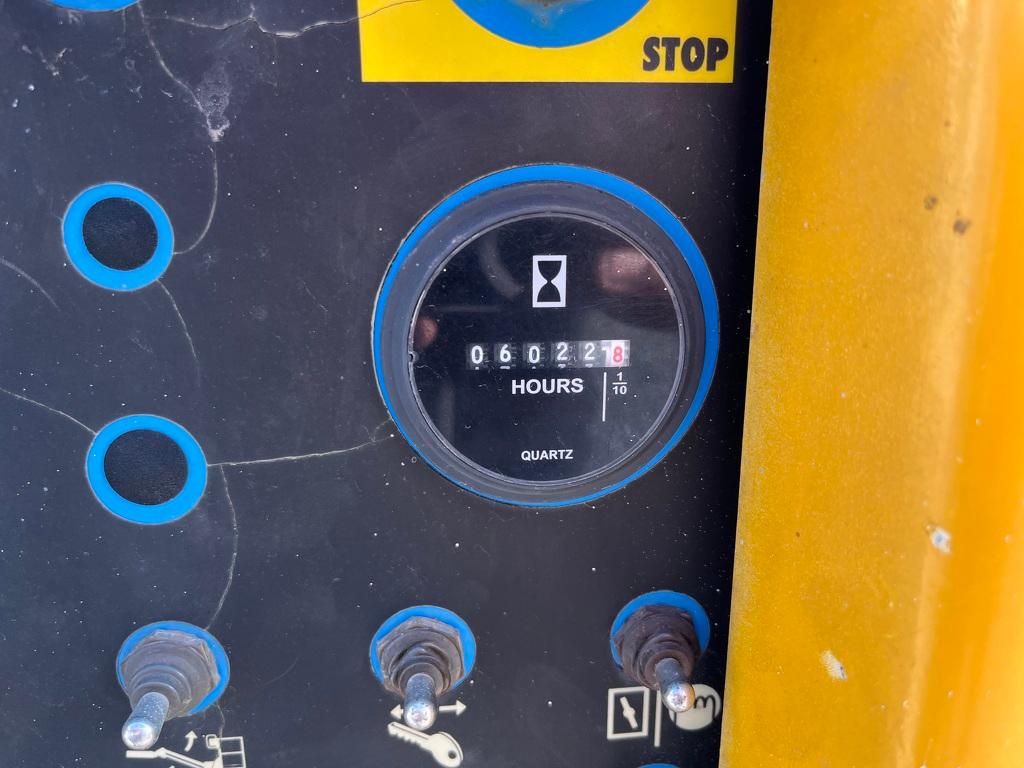 STOP
060228
HOURS
1/10
QUARTZ